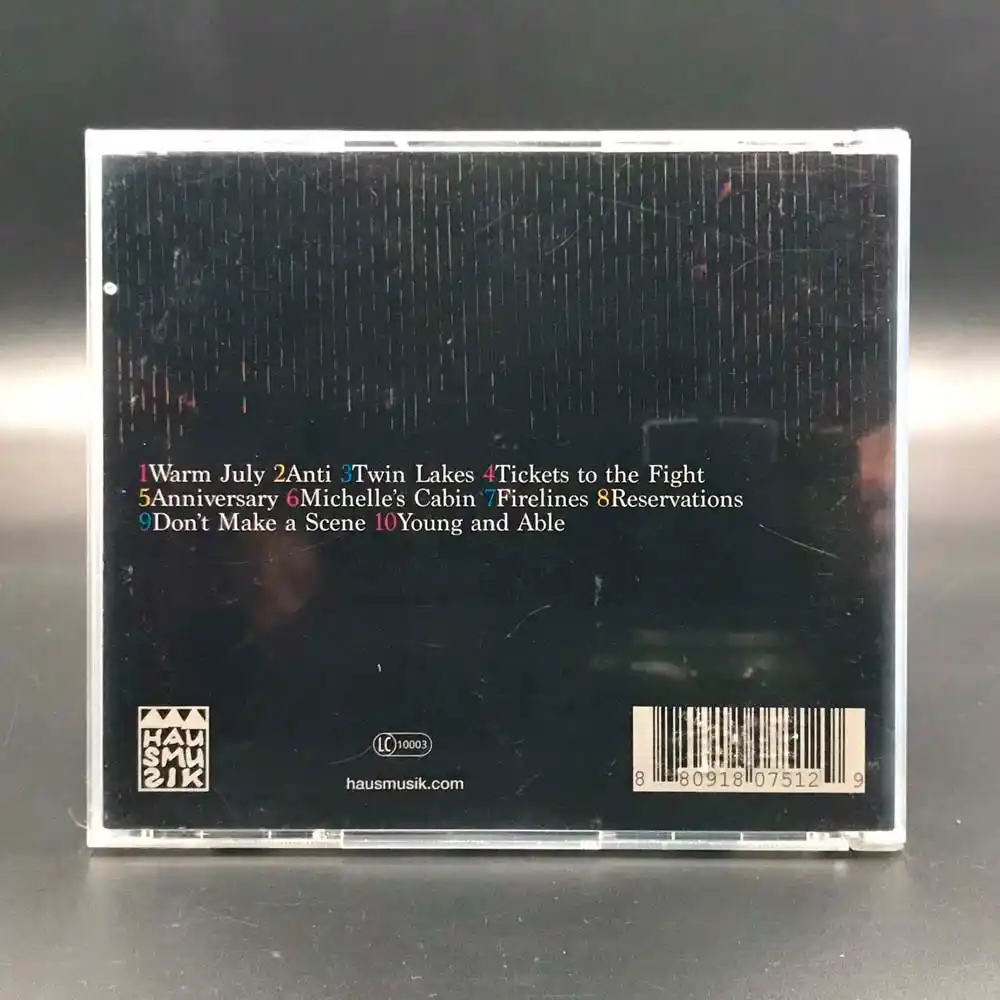 1Warm July 2Anti 3Twin Lakes 4Tickets to the Fight
5Anniversary 6Michelle's Cabin 7Firelines 8Reservations
9Don't Make a Scene 10Young and Able
HAU
SMU
SIK
LC 10003
hausmusik.com
8 80918 07512 9